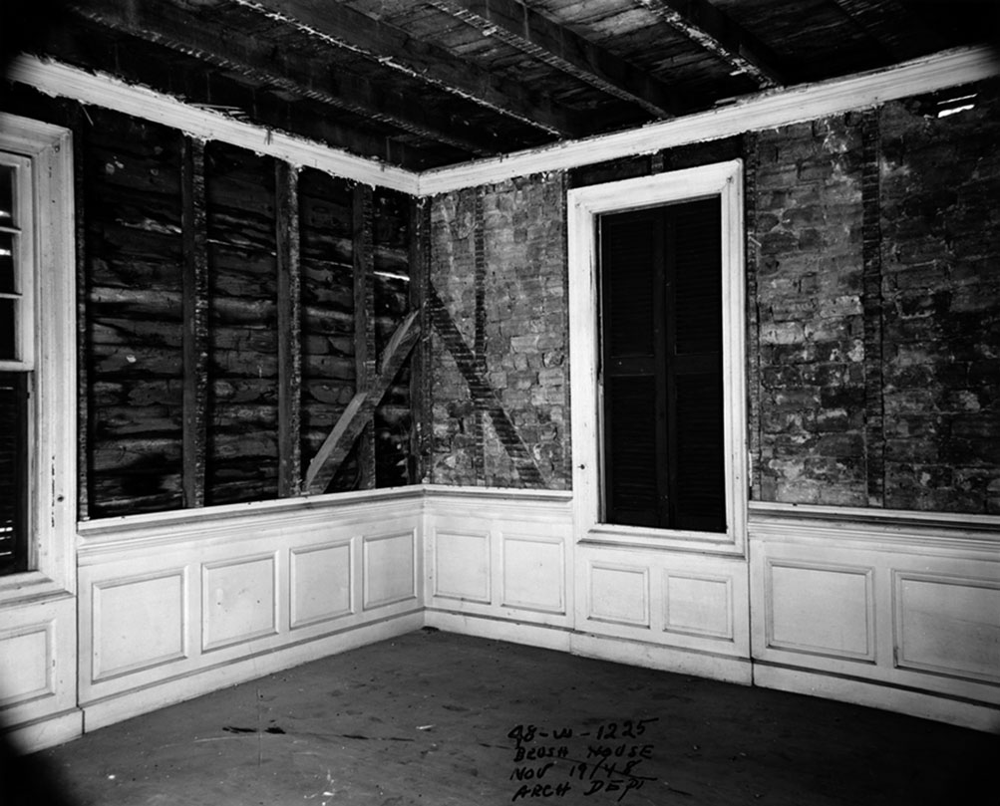 48-W-1225
BRUSH HOUSE
NOV 19/48
ARCH DEPT